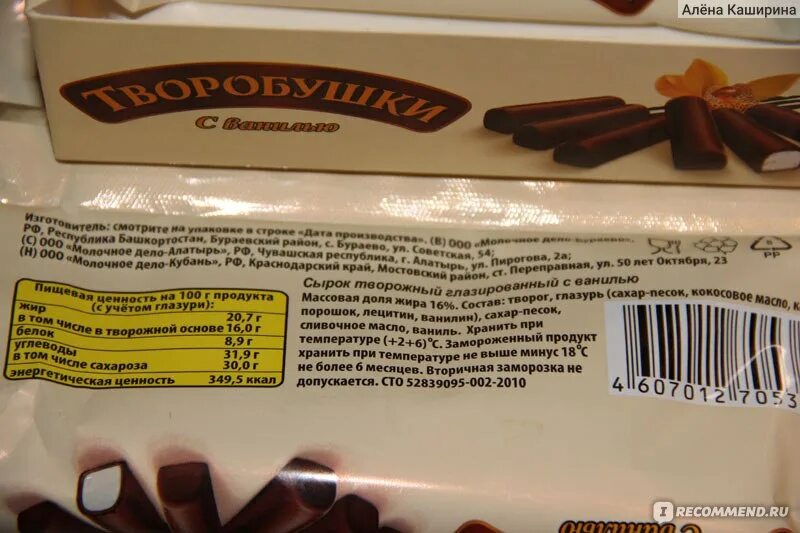 Алёна Каширина
ТВОРОБУШКИ
С ванилью
Изготовитель: смотрите на упаковке в строке «Дата производства». (В) ООО «Молочное дело-Бураево»,
РФ, Республика Башкортостан, Бураевский район, с. Бураево, ул. Советская, 54;
(С) ООО «Молочное дело-Алатырь», РФ, Чувашская республика, г. Алатырь, ул. Пирогова, 2а;
(Н) ООО «Молочное дело-Кубань», РФ, Краснодарский край, Мостовский район, ст. Переправная, ул. 50 лет Октября, 23
5
PP
Пищевая ценность на 100 г продукта
(с учётом глазури):
жир 20,7 г
в том числе в творожной основе 16,0 г
белок 8,9 г
углеводы 31,9 г
в том числе сахароза 30,0 г
энергетическая ценность 349,5 ккал
Сырок творожный глазированный с ванилью
Массовая доля жира 16%. Состав: творог, глазурь (сахар-песок, кокосовое масло,
порошок, лецитин, ванилин), сахар-песок,
сливочное масло, ваниль. Хранить при
температуре (+2+6)°С. Замороженный продукт
хранить при температуре не выше минус 18°С
не более 6 месяцев. Вторичная заморозка не
допускается. СТО 52839095-002-2010
4 607012 7053
с ванилью
IRECOMMEND.RU